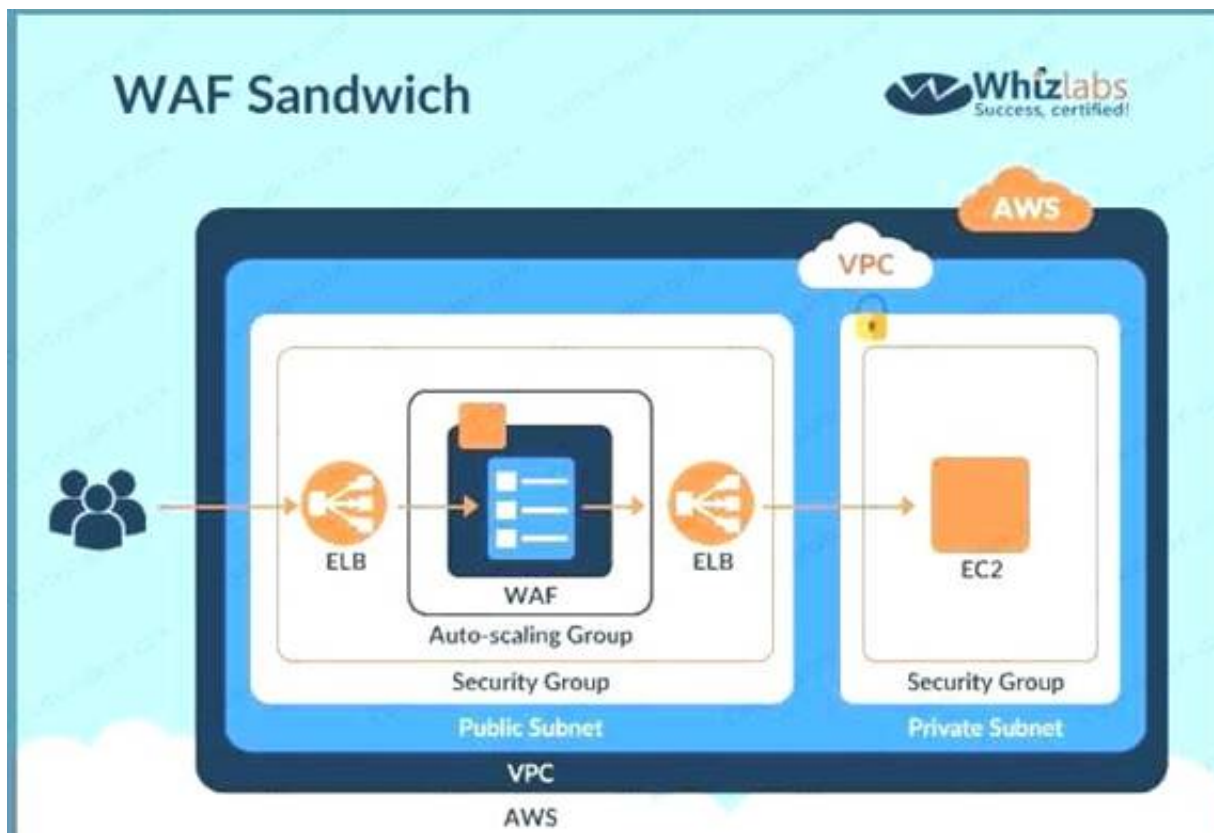 WAF Sandwich
Whizlabs
Success, certified!
AWS
VPC
ELB
WAF
ELB
EC2
Auto-scaling Group
Security Group
Security Group
Public Subnet
Private Subnet
VPC
AWS